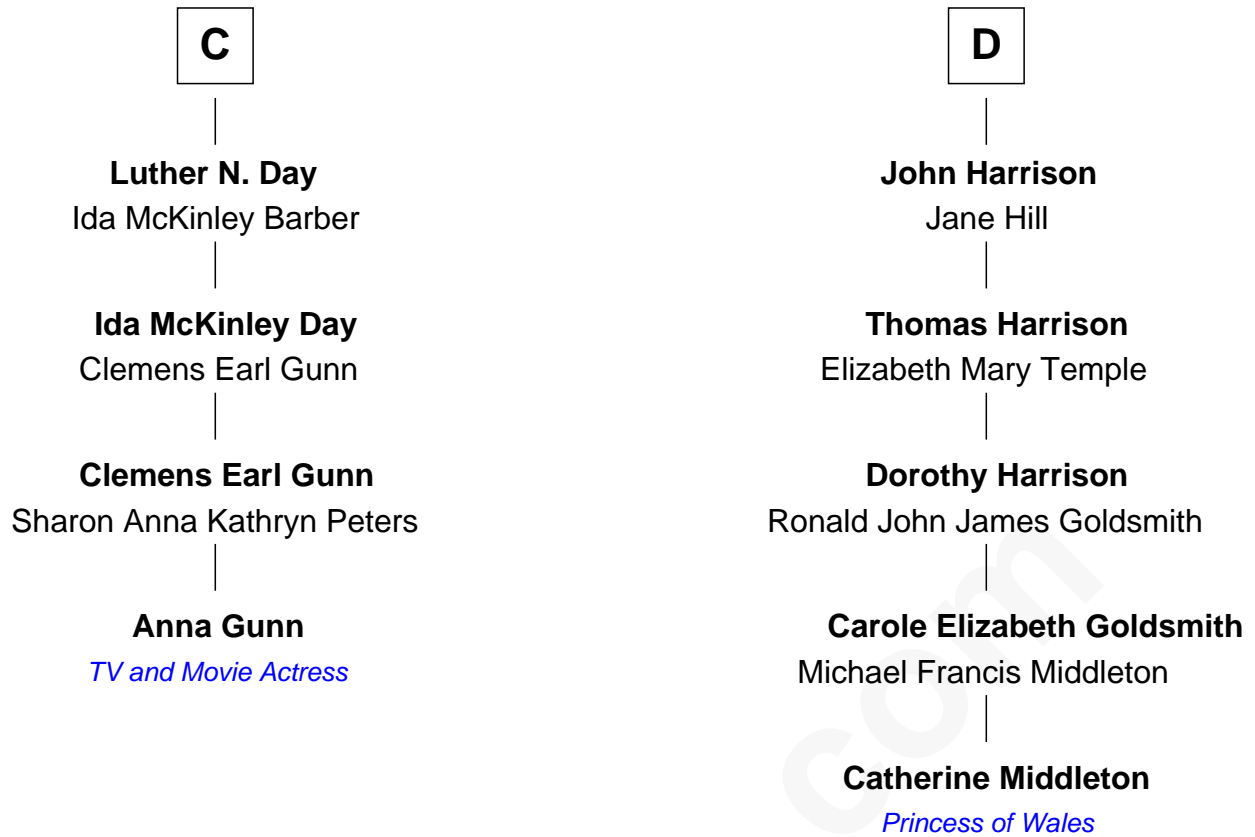 C
Luther N. Day
Ida McKinley Barber
Ida McKinley Day
Clemens Earl Gunn
Clemens Earl Gunn
Sharon Anna Kathryn Peters
Anna Gunn
TV and Movie Actress
D
John Harrison
Jane Hill
Thomas Harrison
Elizabeth Mary Temple
Dorothy Harrison
Ronald John James Goldsmith
Carole Elizabeth Goldsmith
Michael Francis Middleton
Catherine Middleton
Princess of Wales
com